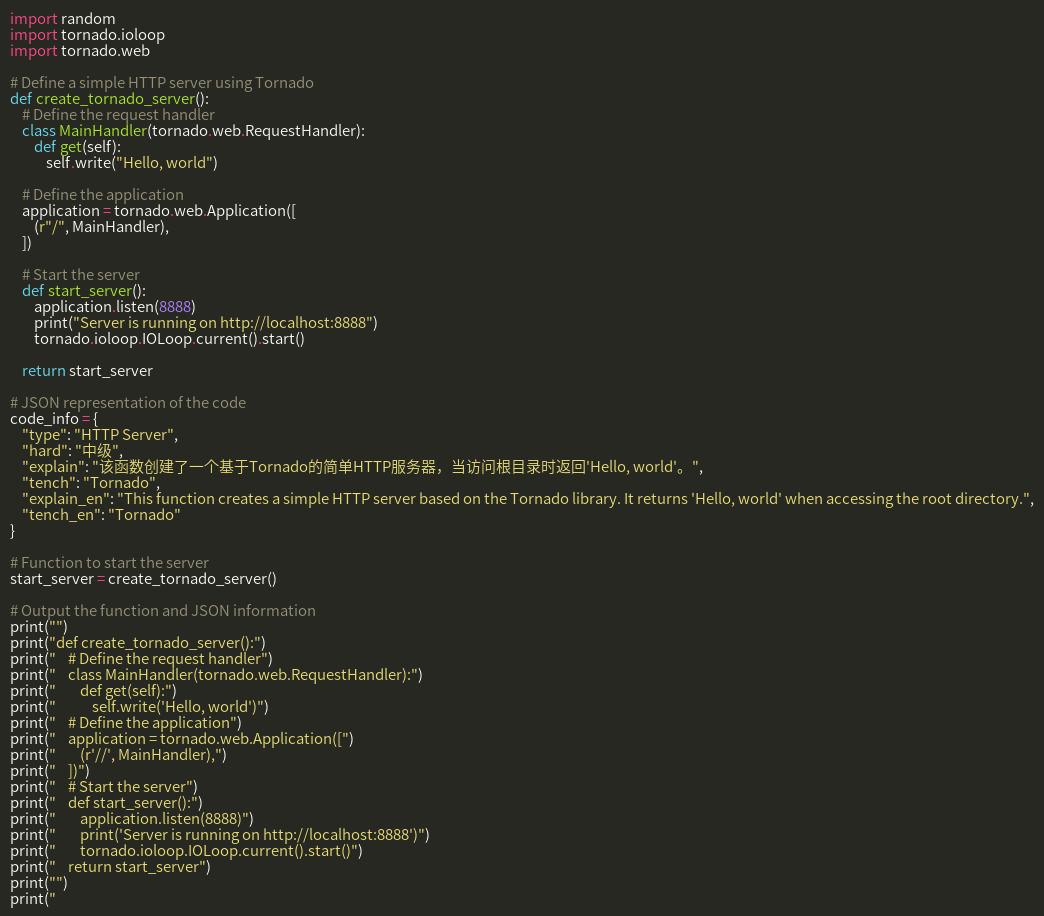 import random
import tornado.ioloop
import tornado.web

# Define a simple HTTP server using Tornado
def create_tornado_server():
    # Define the request handler
    class MainHandler(tornado.web.RequestHandler):
        def get(self):
            self.write("Hello, world")

    # Define the application
    application = tornado.web.Application([
        (r"/", MainHandler),
    ])

    # Start the server
    def start_server():
        application.listen(8888)
        print("Server is running on http://localhost:8888")
        tornado.ioloop.IOLoop.current().start()

    return start_server

# JSON representation of the code
code_info = {
    "type": "HTTP Server",
    "hard": "中级",
    "explain": "该函数创建了一个基于Tornado的简单HTTP服务器，当访问根目录时返回'Hello, world'。",
    "tench": "Tornado",
    "explain_en": "This function creates a simple HTTP server based on the Tornado library. It returns 'Hello, world' when accessing the root directory.",
    "tench_en": "Tornado"
}

# Function to start the server
start_server = create_tornado_server()

# Output the function and JSON information
print("")
print("def create_tornado_server():")
print("    # Define the request handler")
print("    class MainHandler(tornado.web.RequestHandler):")
print("        def get(self):")
print("            self.write('Hello, world')")
print("    # Define the application")
print("    application = tornado.web.Application([")
print("        (r'//', MainHandler),")
print("    ])")
print("    # Start the server")
print("    def start_server():")
print("        application.listen(8888)")
print("        print('Server is running on http://localhost:8888')")
print("        tornado.ioloop.IOLoop.current().start()")
print("    return start_server")
print("")
print("